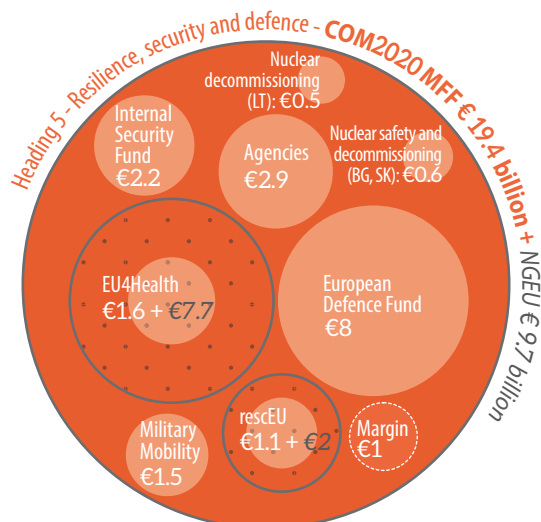 Heading 5 - Resilience, security and defence - COM2020 MFF € 19.4 billion + NGEU € 9.7 billion
Nuclear
decommissioning
(LT): €0.5
Internal
Security
Fund
€2.2
Agencies
€2.9
Nuclear safety and
decommissioning
(BG, SK): €0.6
EU4Health
€1.6 + €7.7
European
Defence Fund
€8
Military
Mobility
€1.5
rescEU
€1.1 + €2
Margin
€1